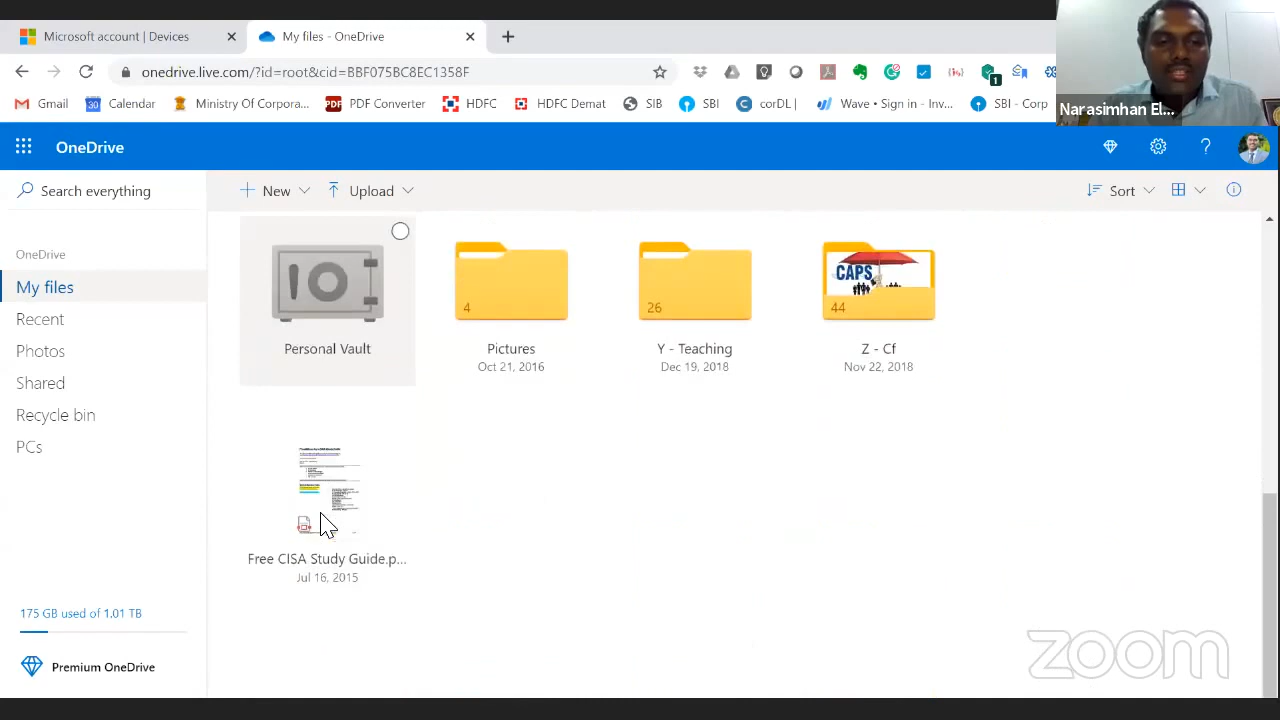 Microsoft account | Devices
My files - OneDrive
onedrive.live.com/?id=root&cid=BBF075BC8EC1358F
1
Gmail
Calendar
Ministry Of Corpora...
PDF Converter
HDFC
HDFC Demat
SIB
SBI
corDL |
Wave • Sign in - Inv...
SBI - Corp
Narasimhan El...
OneDrive
Search everything
New
Upload
Sort
OneDrive
My files
Recent
Photos
Shared
Recycle bin
PCs
175 GB used of 1.01 TB
Premium OneDrive
Personal Vault
4
Pictures
Oct 21, 2016
26
Y - Teaching
Dec 19, 2018
CAPS
44
Z - Cf
Nov 22, 2018
Free CISA Study Guide.p...
Jul 16, 2015
zoom